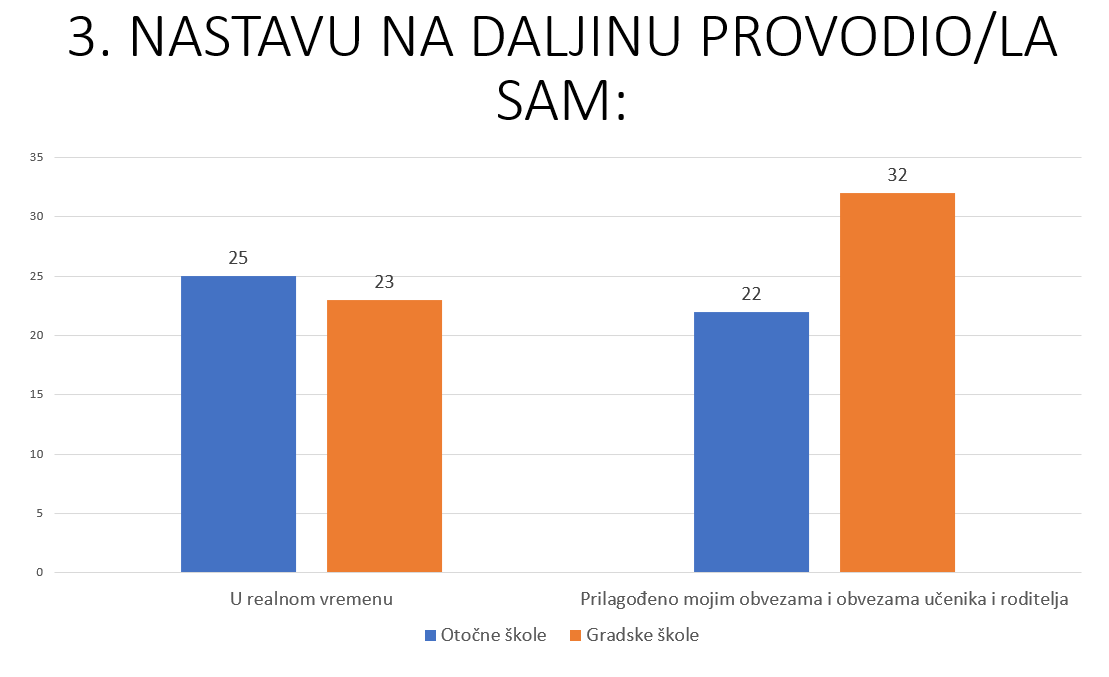 3. NASTAVU NA DALJINU PROVODIO/LA
SAM:
35
30
25
20
15
10
5
0
25
23
22
32
U realnom vremenu
Prilagođeno mojim obvezama i obvezama učenika i roditelja
Otočne škole
Gradske škole